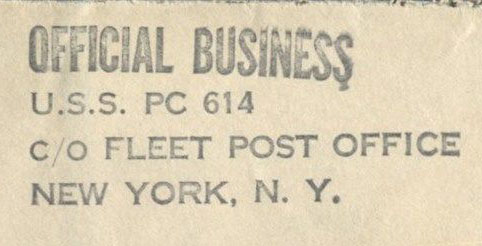 OFFICIAL BUSINESS
U.S.S. PC 614
C/O FLEET POST OFFICE
NEW YORK, N. Y.